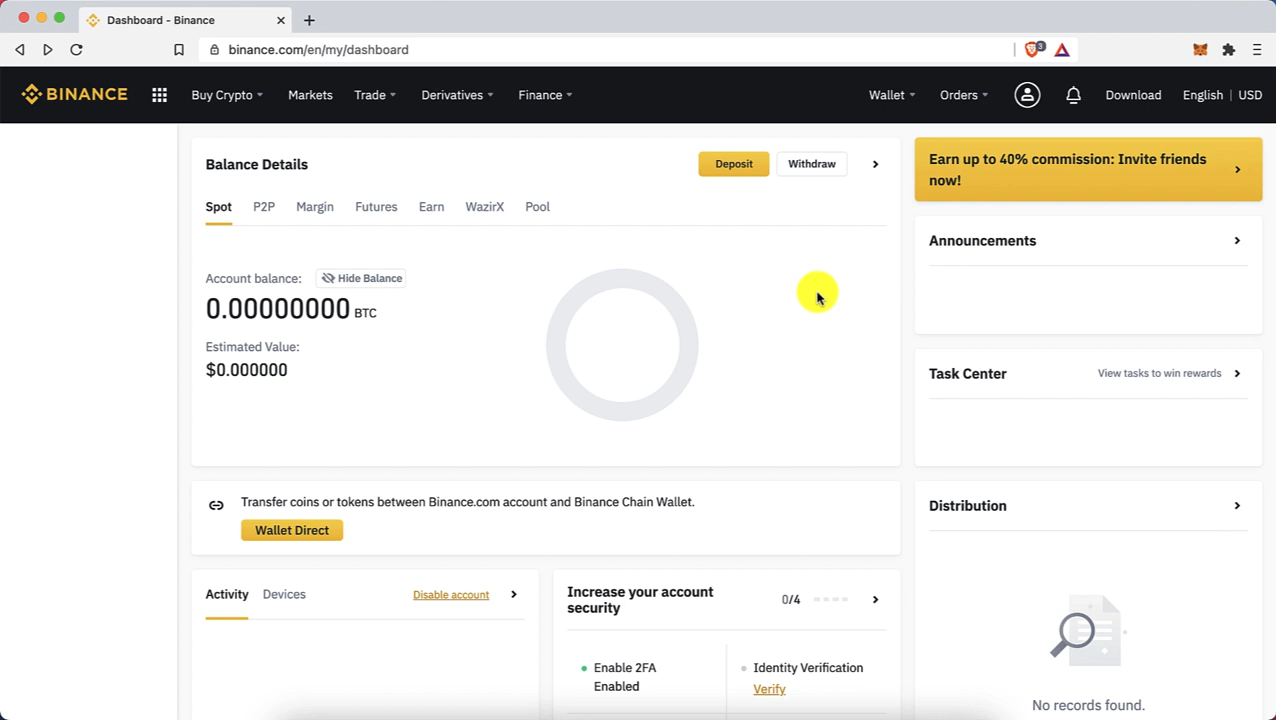 Dashboard - Binance
binance.com/en/my/dashboard
3
BINANCE
Buy Crypto
Markets
Trade
Derivatives
Finance
Wallet
Orders
Download
English | USD
Balance Details
Deposit
Withdraw
Spot
P2P
Margin
Futures
Earn
WazirX
Pool
Account balance:
Hide Balance
0.00000000 BTC
Estimated Value:
$0.000000
Transfer coins or tokens between Binance.com account and Binance Chain Wallet.
Wallet Direct
Activity
Devices
Disable account
Increase your account
security
0/4
Enable 2FA
Enabled
Identity Verification
Verify
Earn up to 40% commission: Invite friends
now!
Announcements
Task Center
View tasks to win rewards
Distribution
No records found.